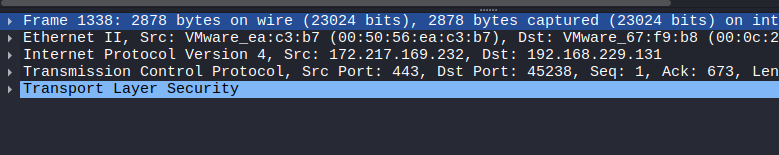 Frame 1338: 2878 bytes on wire (23024 bits), 2878 bytes captured (23024 bits) on int
Ethernet II, Src: VMware_ea:c3:b7 (00:50:56:ea:c3:b7), Dst: VMware_67:f9:b8 (00:0c:2
Internet Protocol Version 4, Src: 172.217.169.232, Dst: 192.168.229.131
Transmission Control Protocol, Src Port: 443, Dst Port: 45238, Seq: 1, Ack: 673, Len
Transport Layer Security